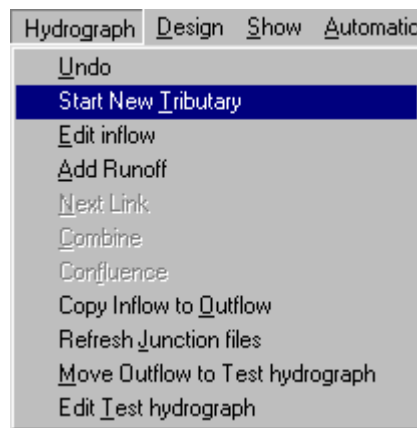 Hydrograph Design Show Automatic
Undo
Start New Tributary
Edit inflow
Add Runoff
Next Link
Combine
Confluence
Copy Inflow to Outflow
Refresh Junction files
Move Outflow to Test hydrograph
Edit Test hydrograph